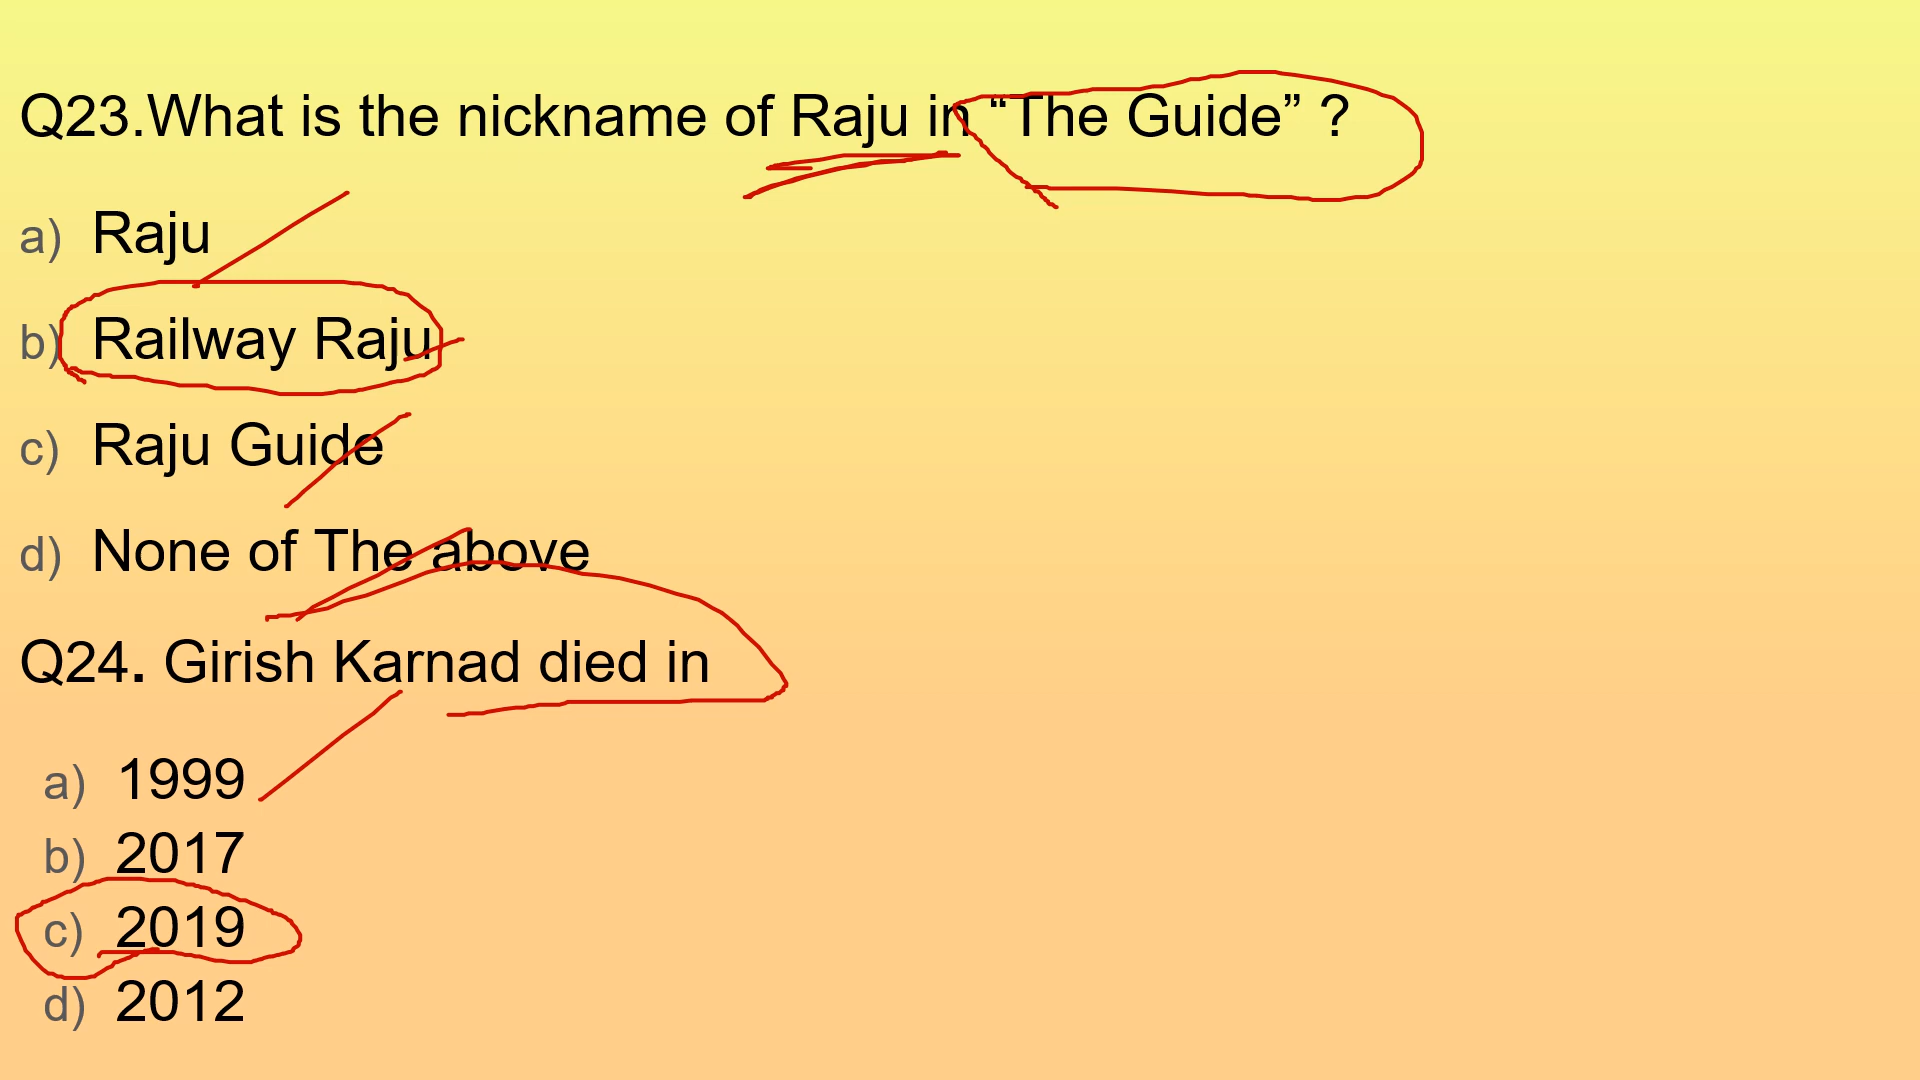 Q23.What is the nickname of Raju in “The Guide” ?
a) Raju
b) Railway Raju
c) Raju Guide
d) None of The above
Q24. Girish Karnad died in
a) 1999
b) 2017
c) 2019
d) 2012